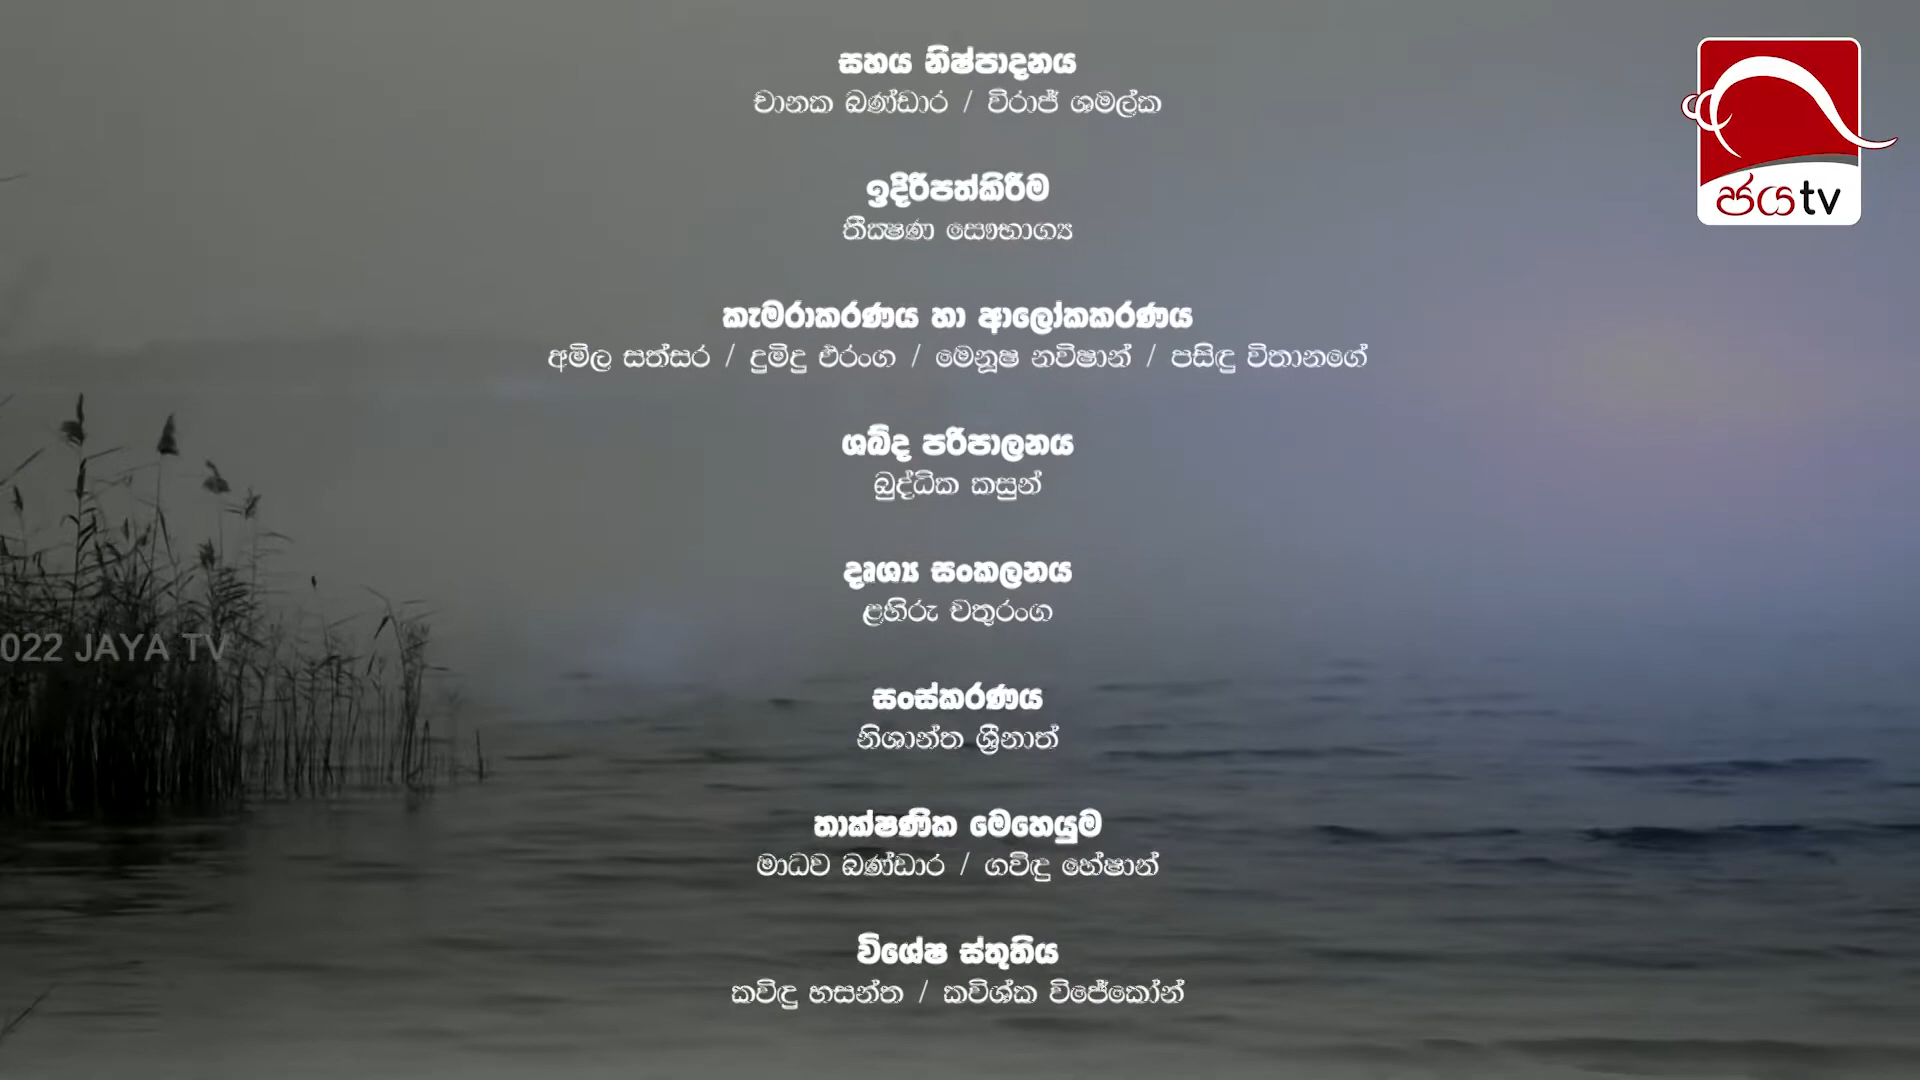 සහය නිෂ්පාදනය
චානක බණ්ඩාර / විරාජ් ශමල්ක
ජයtv
ඉදිරිපත්කිරීම
තීක්‍ෂණ සෞභාග්‍ය
කැමරාකරණය හා ආලෝකකරණය
අමිල සත්සර / දුමිදු එරංග / මෙනූෂ නවිෂාන් / පසිඳු විතානගේ
ශබ්ද පරිපාලනය
බුද්ධික කසුන්
දෘශ්‍ය සංකලනය
ළහිරු චතුරංග
022 JAYA TV
සංස්කරණය
නිශාන්ත ශ්‍රීනාත්
තාක්ෂණික මෙහෙයුම
මාධව බණ්ඩාර / ගවිඳු හේෂාන්
විශේෂ ස්තුතිය
කවිඳු හසන්ත / කවිශ්ක විජේකෝන්